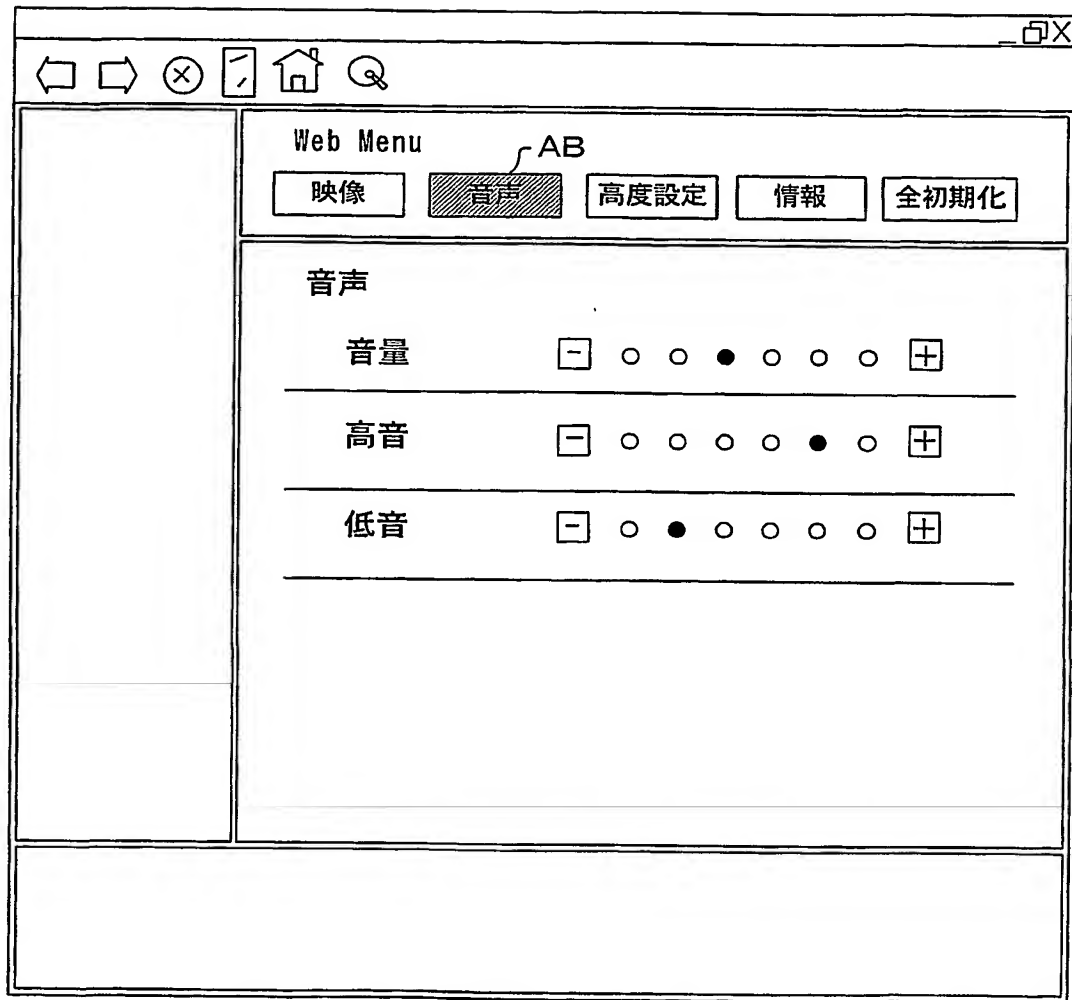 Web Menu
AB
映像 音声 高度設定 情報 全初期化
音声
音量 - +
高音 - +
低音 - +